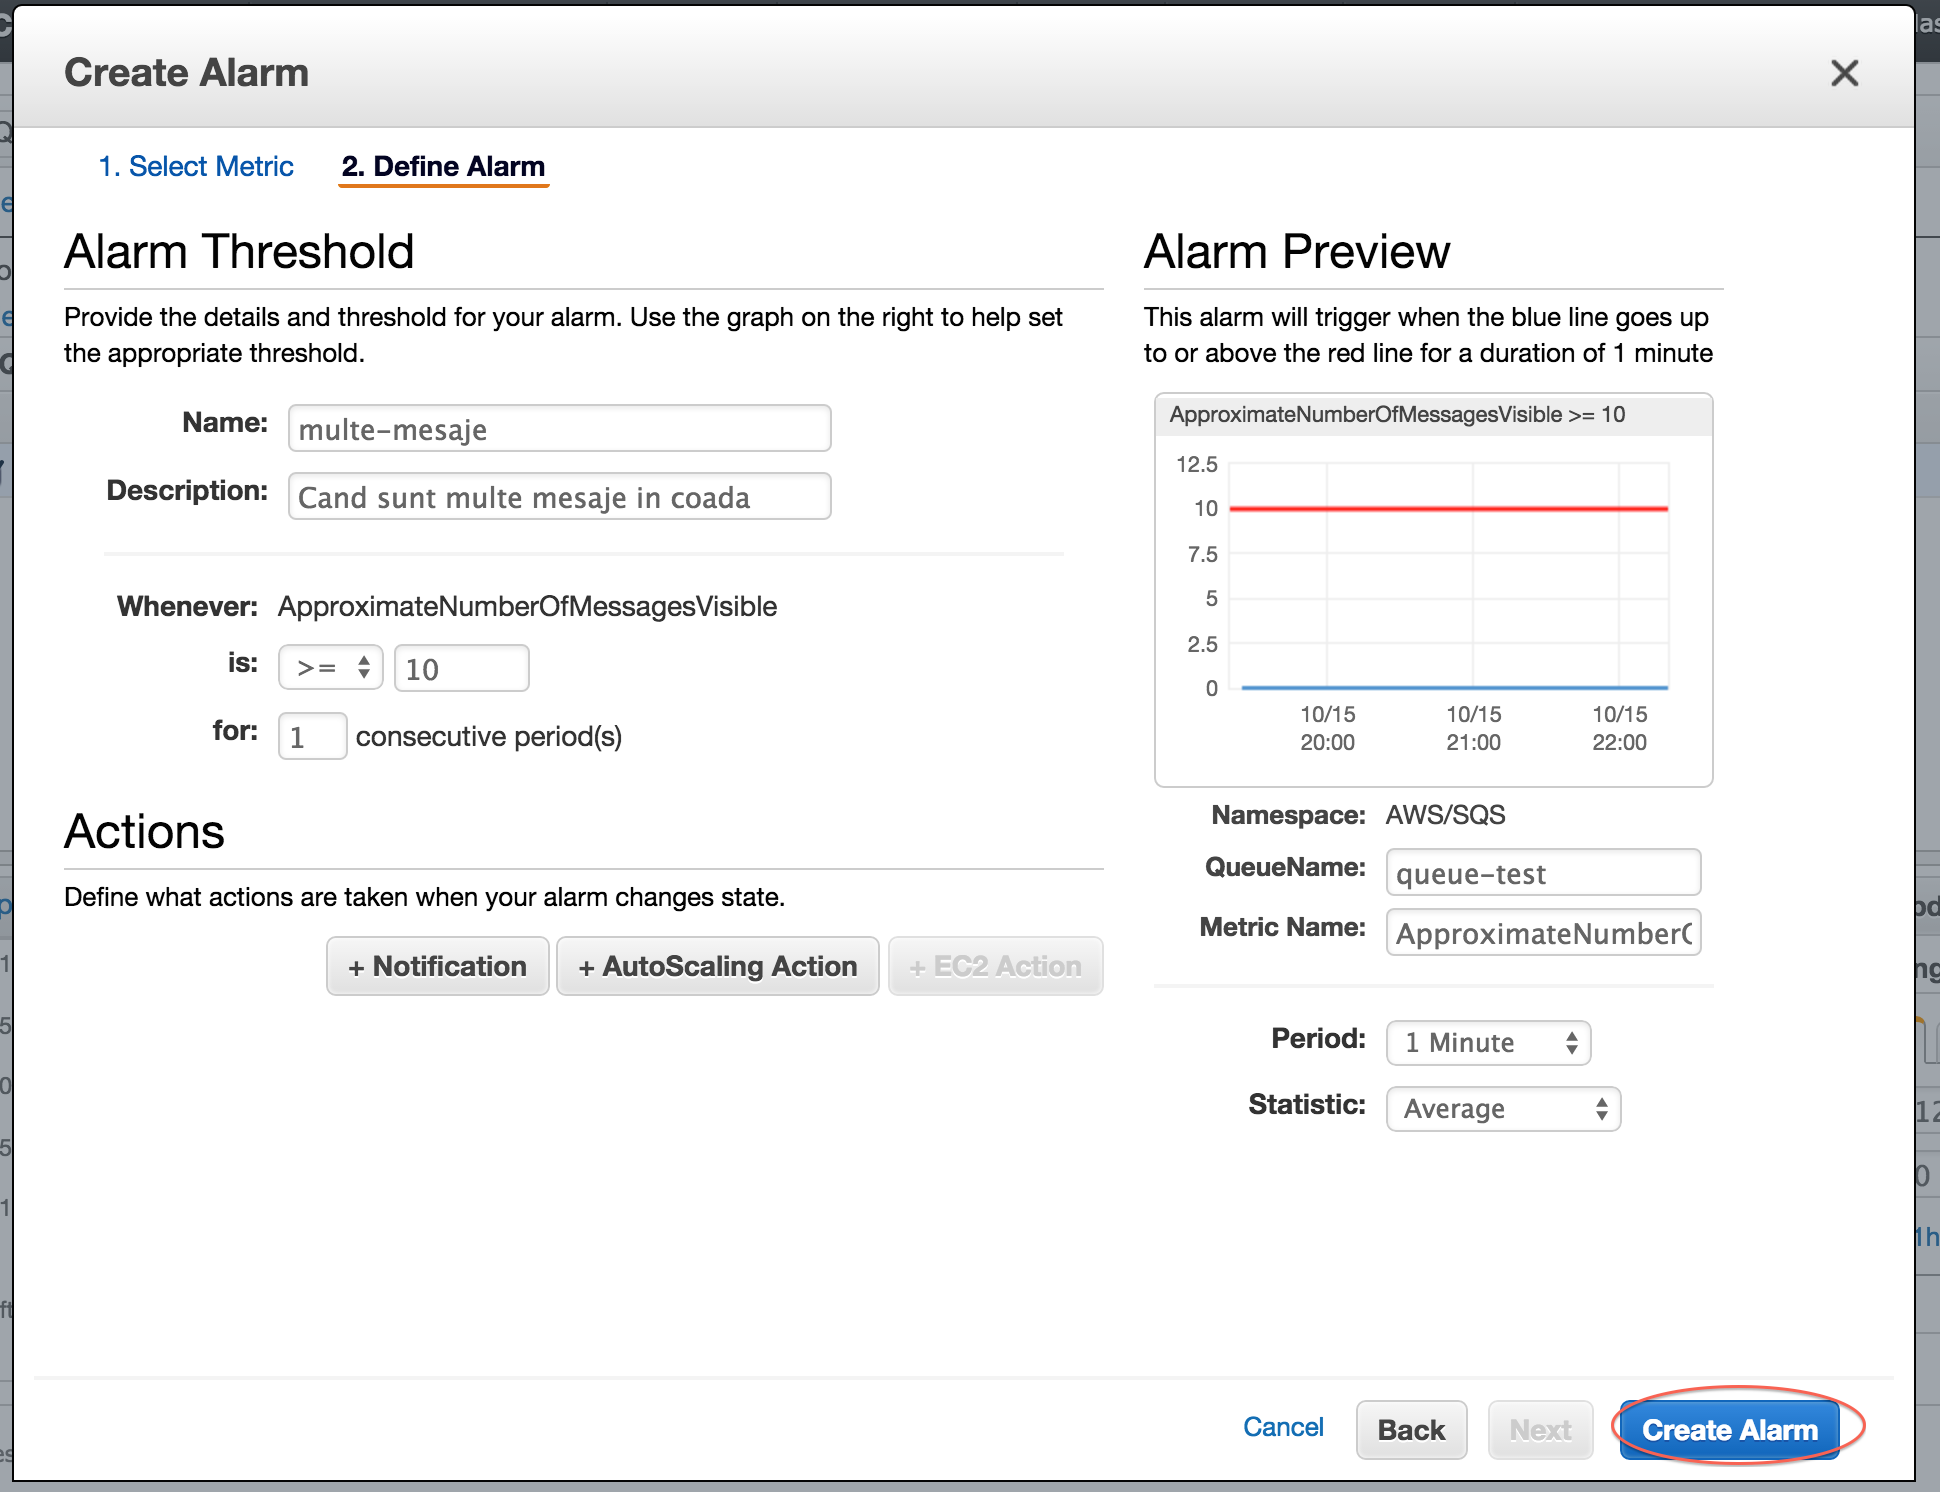 Create Alarm
1. Select Metric
2. Define Alarm
Alarm Threshold
Provide the details and threshold for your alarm. Use the graph on the right to help set
the appropriate threshold.
Name: multe-mesaje
Description: Cand sunt multe mesaje in coada
Whenever: ApproximateNumberOfMessagesVisible
is: >= 10
for: 1 consecutive period(s)
Actions
Define what actions are taken when your alarm changes state.
+ Notification
+ AutoScaling Action
+ EC2 Action
Alarm Preview
This alarm will trigger when the blue line goes up
to or above the red line for a duration of 1 minute
ApproximateNumberOfMessagesVisible >= 10
12.5
10
7.5
5
2.5
0
10/15 10/15 10/15
20:00 21:00 22:00
Namespace: AWS/SQS
QueueName: queue-test
Metric Name: ApproximateNumberO
Period: 1 Minute
Statistic: Average
Cancel
Back
Next
Create Alarm